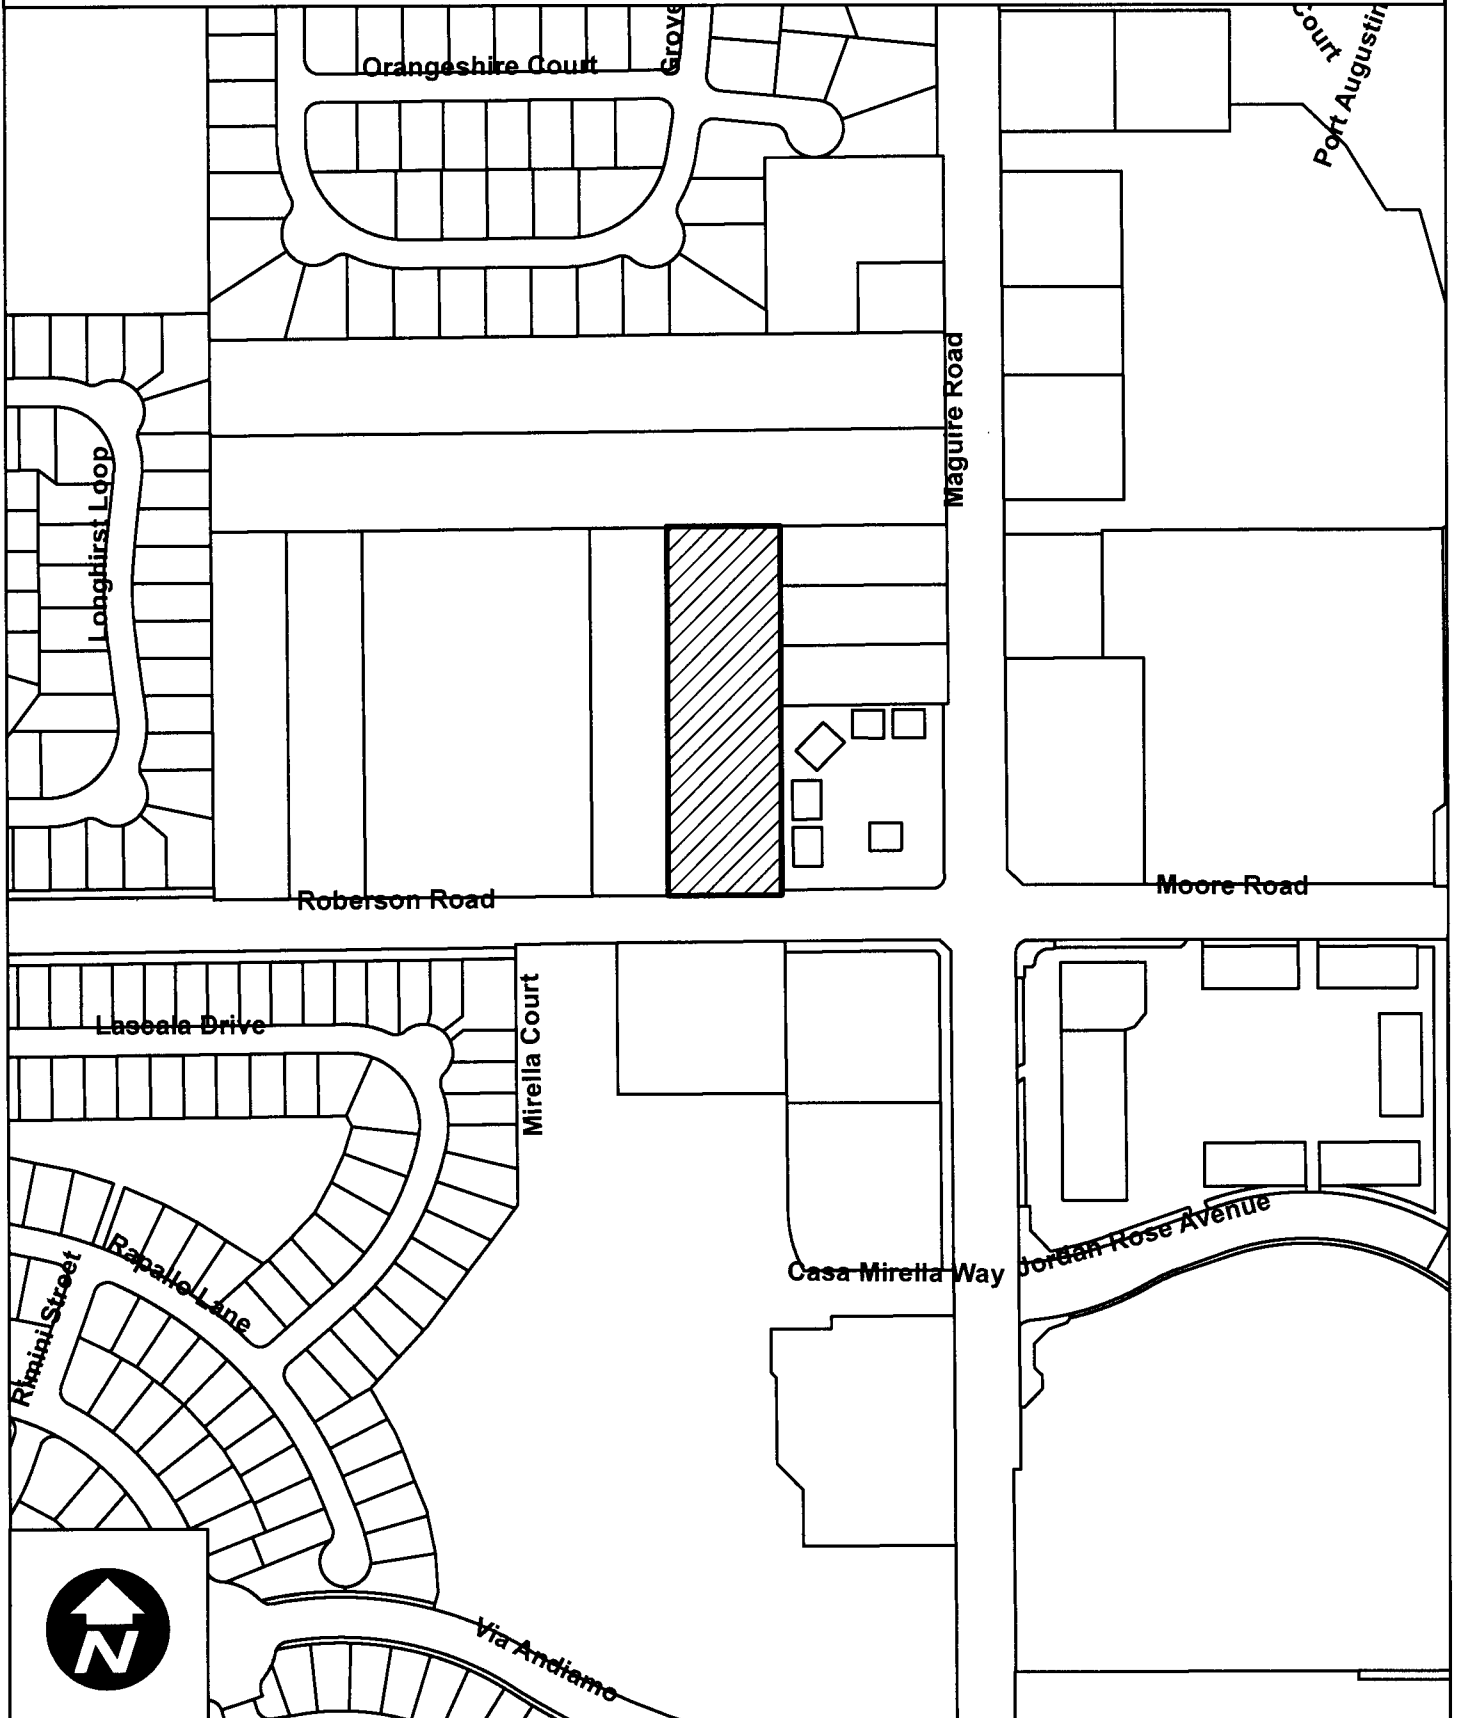 Orangeshire Court
Grove
Court
Port Augustin
Maguire Road
Longhirst Loop
Roberson Road
Moore Road
Lascala Drive
Mirella Court
Jordan Rose Avenue
Casa Mirella Way
Rapallo Lane
Rimini Street
Via Andiamo
N